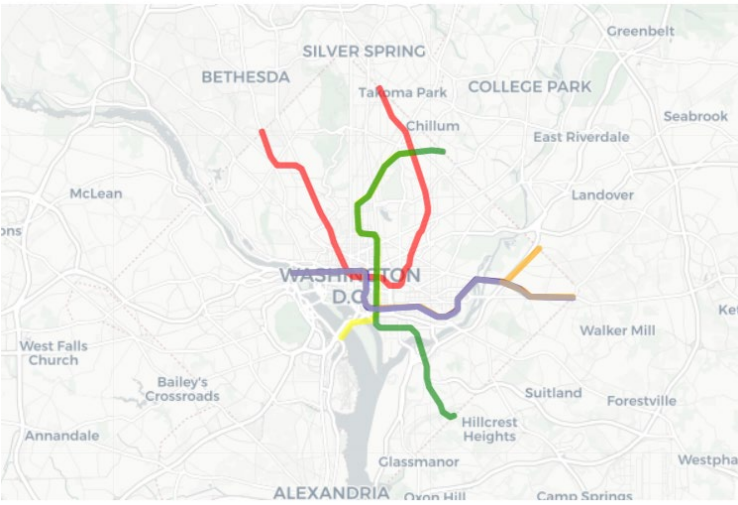 Greenbelt
SILVER SPRING
BETHESDA
COLLEGE PARK
Takoma Park
Seabrook
Chillum
East Riverdale
McLean
Landover
ons
WASHINGTON
D.C.
Ke
Walker Mill
West Falls
Church
Bailey's
Crossroads
Suitland
Forestville
Annandale
Hillcrest
Heights
Glassmanor
Westpha
ALEXANDRIA
Oxon Hill
Camp Springs